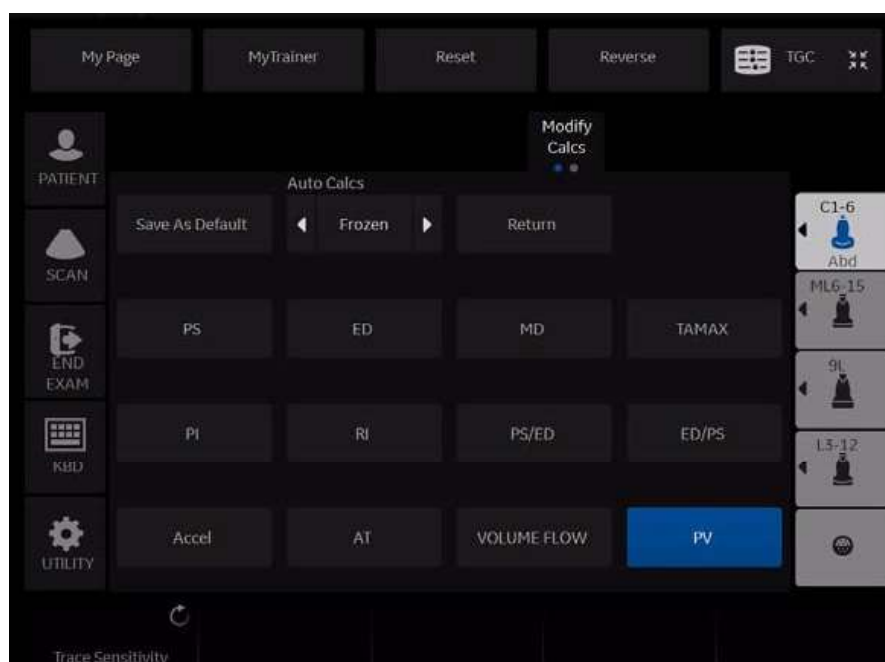 My Page
MyTrainer
Reset
Reverse
TGC
PATIENT
Modify
Calcs
Auto Calcs
Save As Default
Frozen
Return
C1-6
Abd
SCAN
ML6-15
PS
ED
MD
TAMAX
END
EXAM
9L
PI
RI
PS/ED
ED/PS
KBD
L3-12
Accel
AT
VOLUME FLOW
PV
UTILITY
Trace Sensitivity